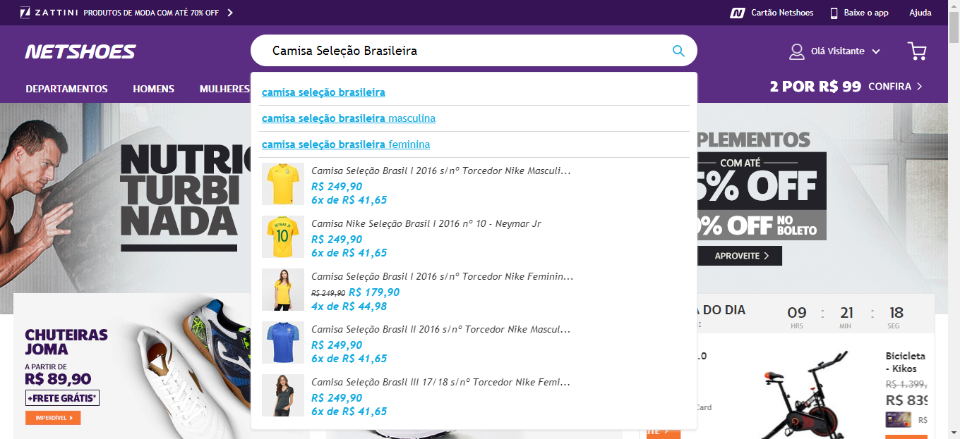 ZATTINI PRODUTOS DE MODA COM ATÉ 70% OFF
Cartão Netshoes
Baixe o app
Ajuda
NETSHOES
Camisa Seleção Brasileira
Olá Visitante
DEPARTAMENTOS HOMENS MULHERES
2 POR R$ 99 CONFIRA
camisa seleção brasileira
camisa seleção brasileira masculina
camisa seleção brasileira feminina
Camisa Seleção Brasil I 2016 s/nº Torcedor Nike Masculi...
R$ 249,90
6x de R$ 41,65
Camisa Nike Seleção Brasil I 2016 nº 10 - Neymar Jr
R$ 249,90
6x de R$ 41,65
Camisa Seleção Brasil I 2016 s/nº Torcedor Nike Feminin...
R$ 249,90 R$ 179,90
4x de R$ 44,98
Camisa Seleção Brasil II 2016 s/nº Torcedor Nike Mascul...
R$ 249,90
6x de R$ 41,65
Camisa Seleção Brasil III 17/18 s/nº Torcedor Nike Femi...
R$ 249,90
6x de R$ 41,65
10
NUTRIC
TURBI
NADA
PLEMENTOS
COM ATÉ
5% OFF
0% OFF NO BOLETO
APROVEITE
CHUTEIRAS
JOMA
A PARTIR DE
R$ 89,90
+FRETE GRÁTIS*
IMPERDÍVEL
DO DIA
09 : 21 : 18
HRS MIN SEG
.0
Card
Bicicleta
- Kikos
R$ 1.399,
R$ 839
R$